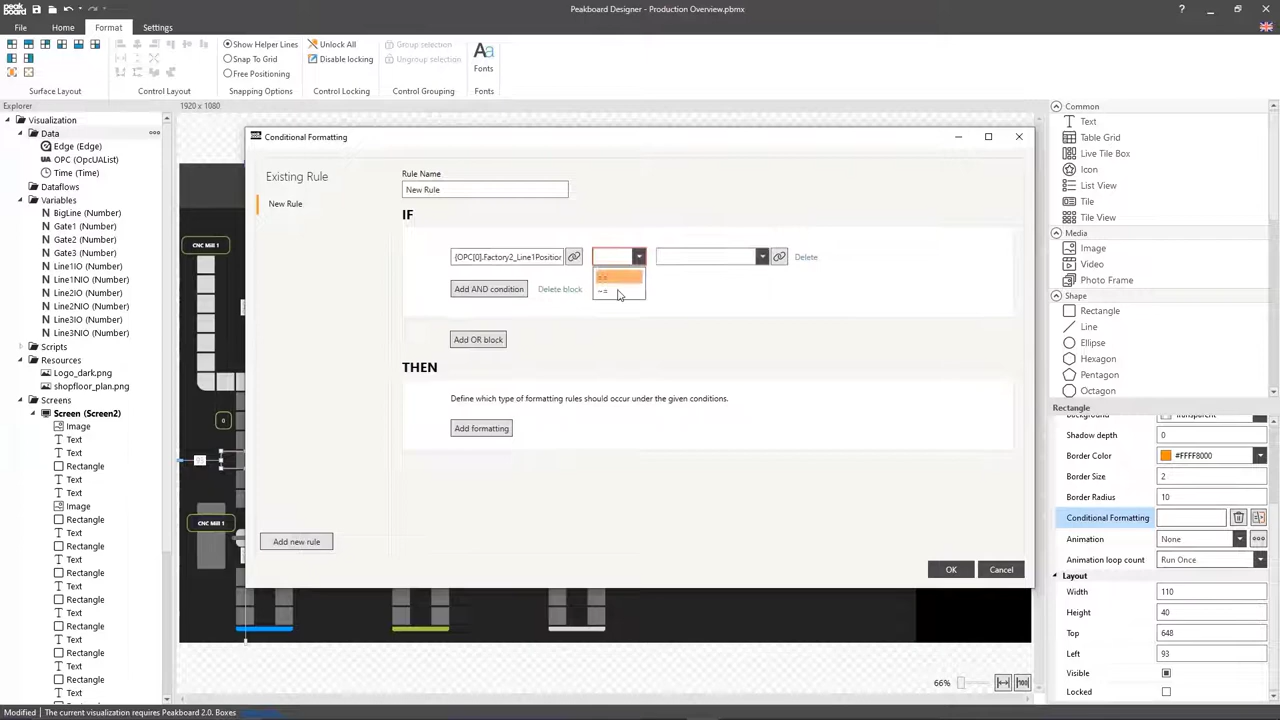 Peakboard Designer - Production Overview.pbmx
peak
board
File
Home
Format
Settings
Show Helper Lines
Snap To Grid
Free Positioning
Unlock All
Disable locking
Group selection
Ungroup selection
Aa
Fonts
Surface Layout
Control Layout
Snapping Options
Control Locking
Control Grouping
Fonts
Explorer
Visualization
Data
Edge (Edge)
UA OPC (OpcUAList)
Time (Time)
Dataflows
Variables
N BigLine (Number)
N Gate1 (Number)
N Gate2 (Number)
N Gate3 (Number)
N Line1IO (Number)
N Line1NIO (Number)
N Line2IO (Number)
N Line2NIO (Number)
N Line3IO (Number)
N Line3NIO (Number)
Scripts
Resources
Logo_dark.png
shopfloor_plan.png
Screens
Screen (Screen2)
Image
Text
Text
Rectangle
Text
Text
Image
Rectangle
Text
Rectangle
Text
Rectangle
Text
Rectangle
Text
Rectangle
Text
Rectangle
Text
Rectangle
Text
1920 x 1080
CNC Mill 1
0
CNC Mill 1
Conditional Formatting
Existing Rule
New Rule
Rule Name
New Rule
IF
{OPC[0].Factory2_Line1Position
==
~=
Delete
Add AND condition
Delete block
Add OR block
THEN
Define which type of formatting rules should occur under the given conditions.
Add formatting
Add new rule
OK
Cancel
66%
Common
Text
Table Grid
Live Tile Box
Icon
List View
Tile
Tile View
Media
Image
Video
Photo Frame
Shape
Rectangle
Line
Ellipse
Hexagon
Pentagon
Octagon
Rectangle
Background Transparent
Shadow depth 0
Border Color #FFFF8000
Border Size 2
Border Radius 10
Conditional Formatting
Animation None
Animation loop count Run Once
Layout
Width 110
Height 40
Top 648
Left 93
Visible
Locked
Modified
The current visualization requires Peakboard 2.0. Boxes